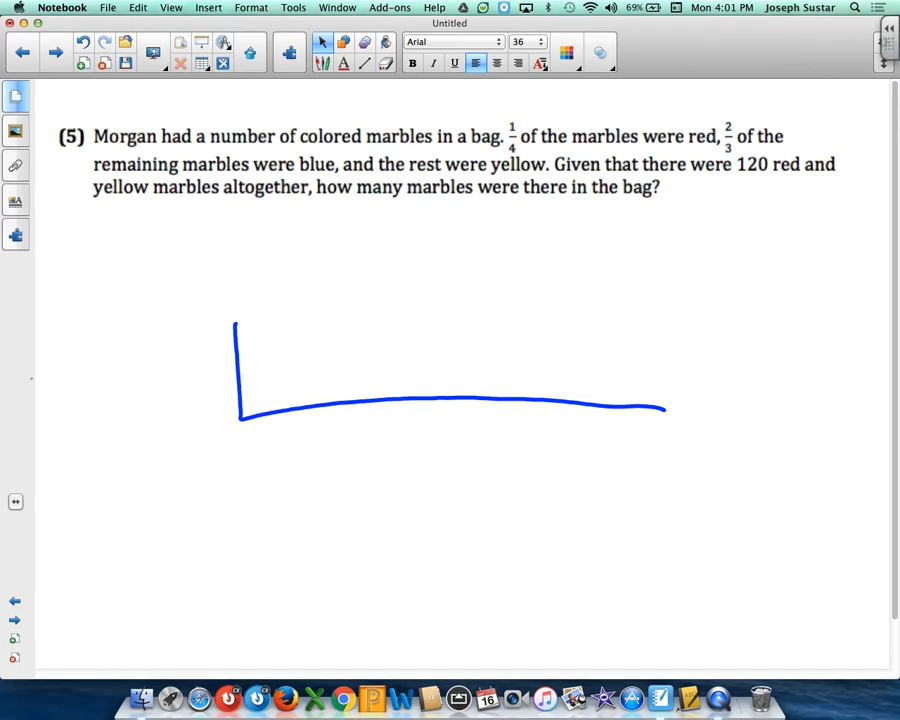 Notebook File Edit View Insert Format Tools Window Add-ons Help 69% Mon 4:01 PM Joseph Sustar
Untitled
Arial 36
B I U A
(5) Morgan had a number of colored marbles in a bag. 1/4 of the marbles were red, 2/3 of the
remaining marbles were blue, and the rest were yellow. Given that there were 120 red and
yellow marbles altogether, how many marbles were there in the bag?